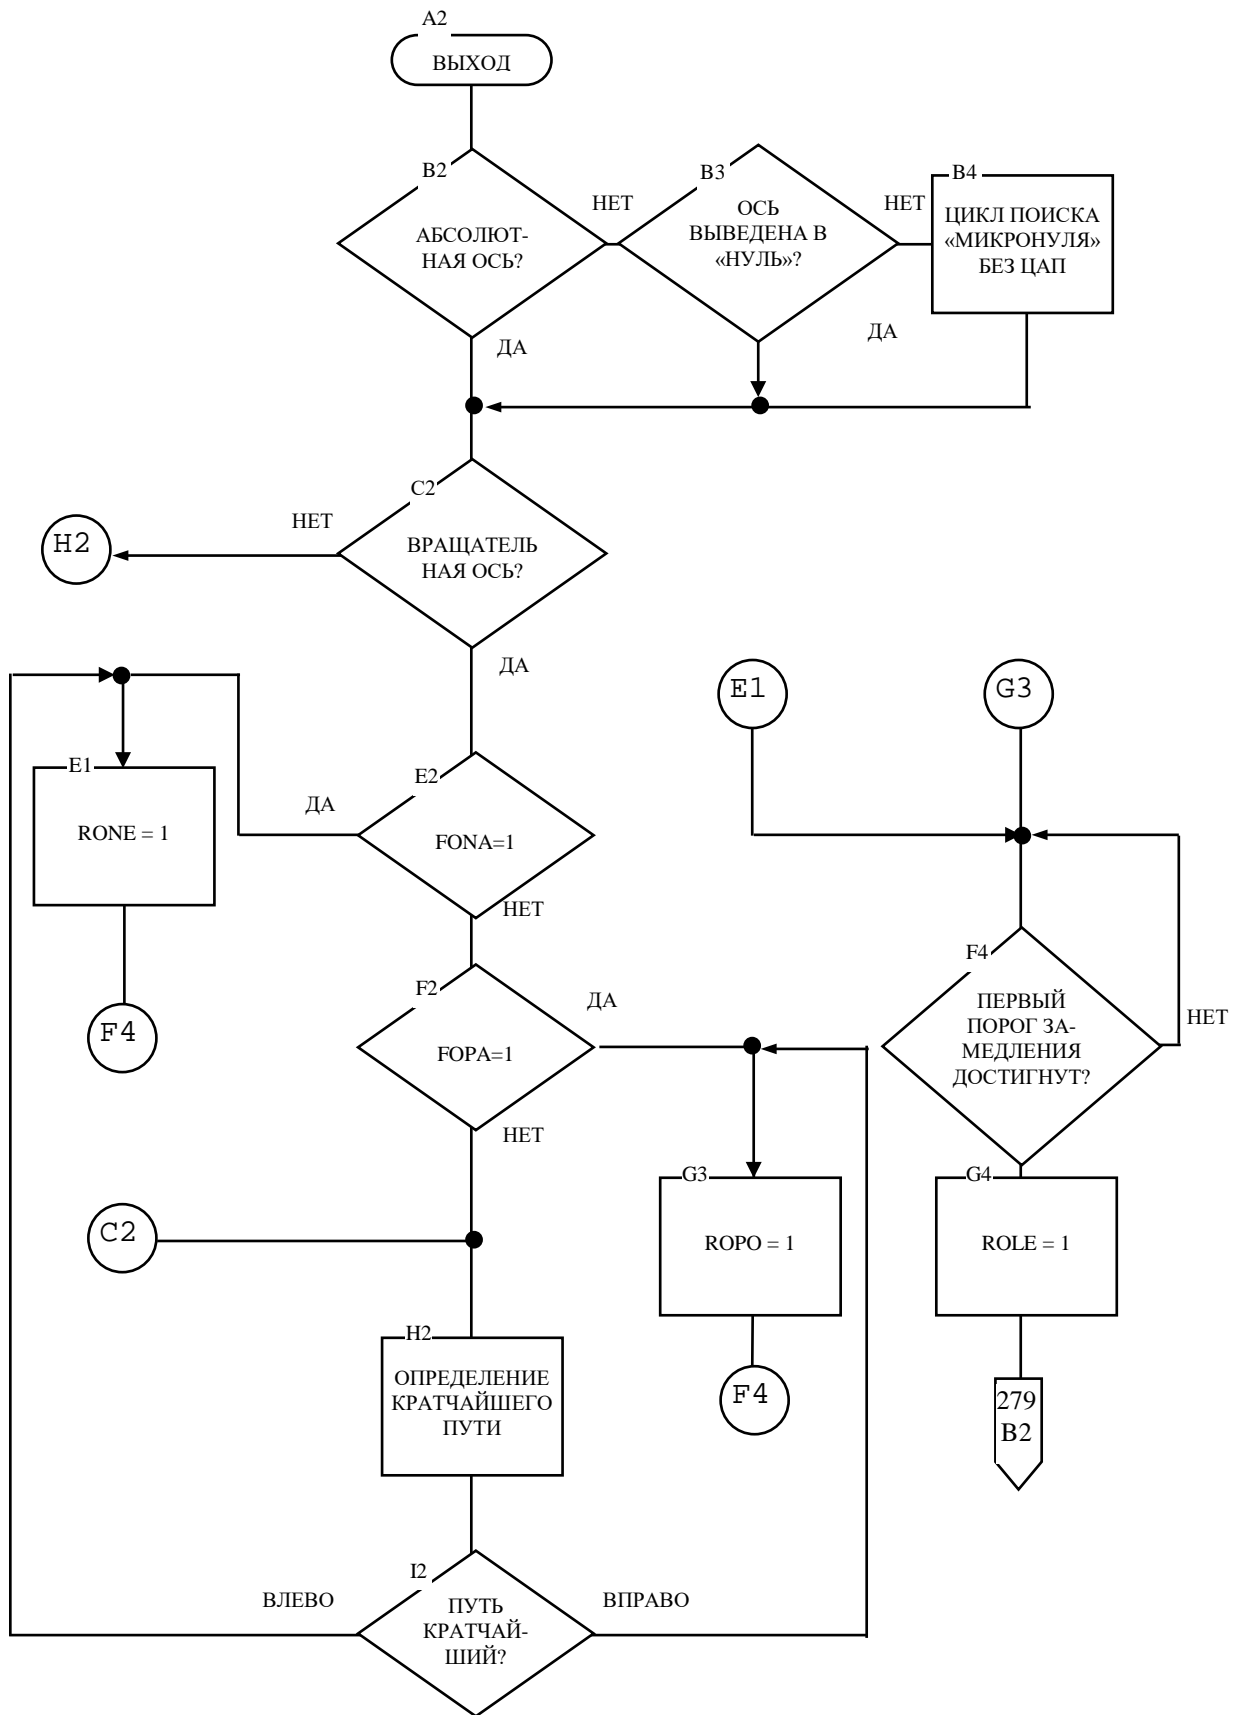 A2
ВЫХОД
B2
АБСОЛЮТ-
НАЯ ОСЬ?
НЕТ
ДА
B3
ОСЬ
ВЫВЕДЕНА В
«НУЛЬ»?
НЕТ
ДА
B4
ЦИКЛ ПОИСКА
«МИКРОНУЛЯ»
БЕЗ ЦАП
C2
ВРАЩАТЕЛЬ
НАЯ ОСЬ?
НЕТ
H2
ДА
E1
G3
E1
RONE = 1
ДА
E2
FONA=1
НЕТ
F4
F2
FOPA=1
ДА
НЕТ
F4
ПЕРВЫЙ
ПОРОГ ЗА-
МЕДЛЕНИЯ
ДОСТИГНУТ?
НЕТ
G3
ROPO = 1
G4
ROLE = 1
C2
H2
ОПРЕДЕЛЕНИЕ
КРАТЧАЙШЕГО
ПУТИ
F4
279
B2
I2
ПУТЬ
КРАТЧАЙ-
ШИЙ?
ВЛЕВО
ВПРАВО